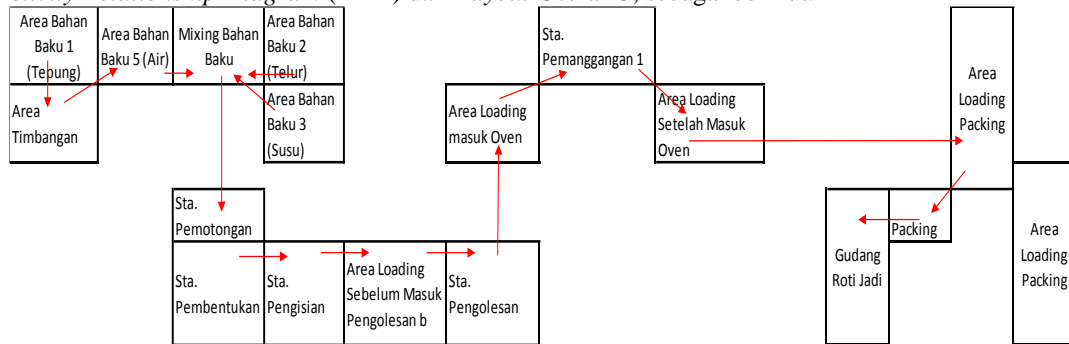 Area Bahan
Baku 1
(Tepung)
Area Bahan
Baku 5 (Air)
Mixing Bahan
Baku
Area Bahan
Baku 2
(Telur)
Area
Timbangan
Area Bahan
Baku 3
(Susu)
Sta.
Pemotongan
Sta.
Pembentukan
Sta.
Pengisian
Area Loading
Sebelum Masuk
Pengolesan b
Sta.
Pengolesan
Area Loading
masuk Oven
Sta.
Pemanggangan 1
Area Loading
Setelah Masuk
Oven
Area
Loading
Packing
Gudang
Roti Jadi
Packing
Area
Loading
Packing